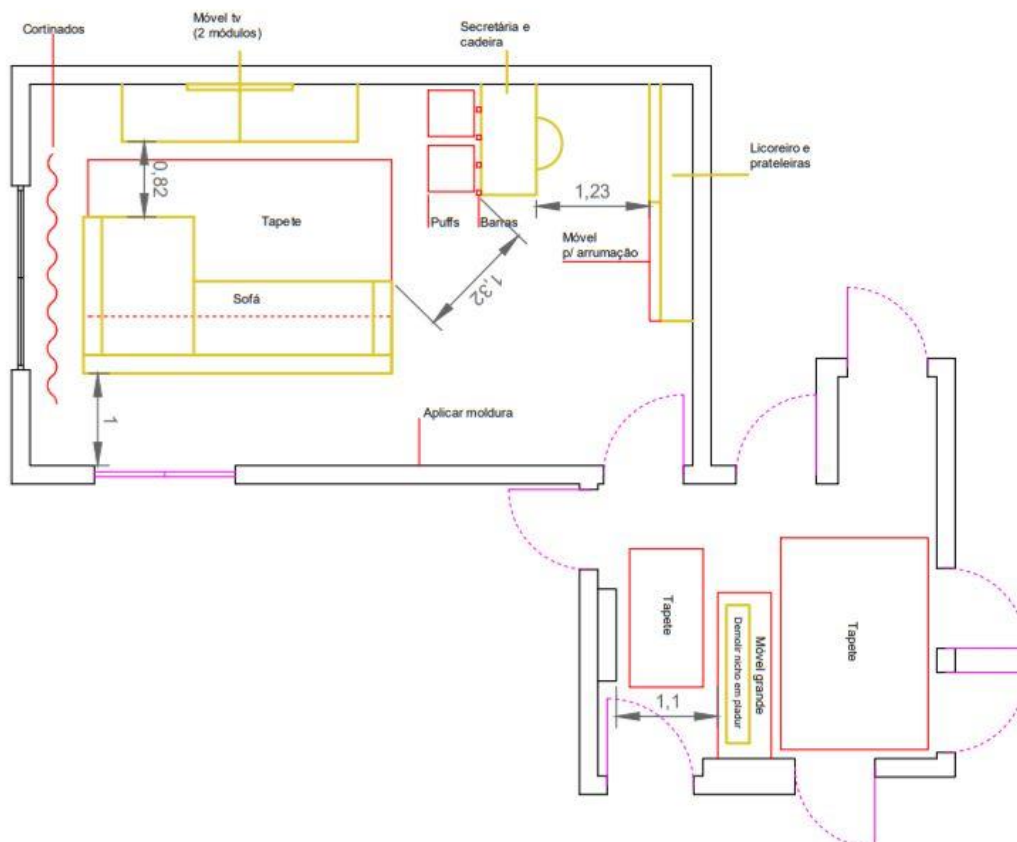 Móvel tv
(2 módulos)
Cortinados
Secretária e
cadeira
Licoreiro e
prateleiras
0,82
Tapete
1,23
Puffs
Barras
Móvel
p/ arrumação
1,32
Sofá
1
Aplicar moldura
Tapete
Móvel grande
Demolir nicho em pladur
Tapete
1,1